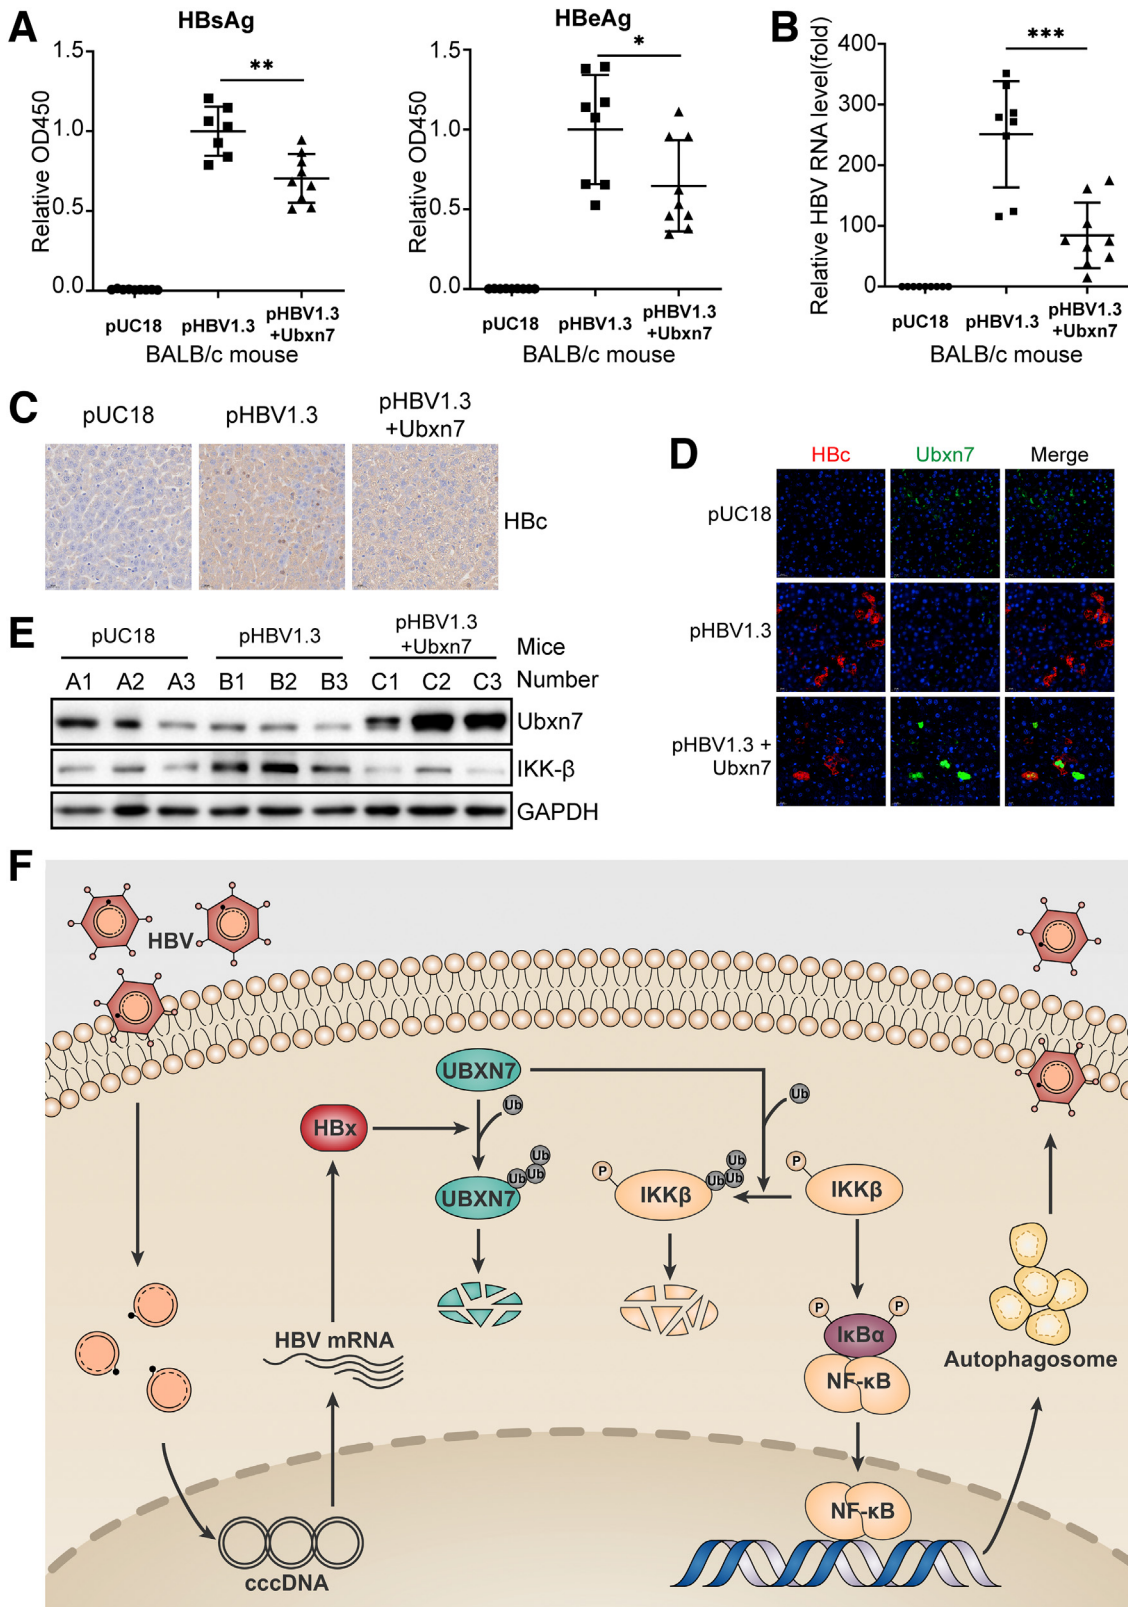 A
HBsAg
**
Relative OD450
1.5
1.0
0.5
0.0
pUC18 pHBV1.3 pHBV1.3
+Ubxn7
BALB/c mouse
HBeAg
*
Relative OD450
1.5
1.0
0.5
0.0
pUC18 pHBV1.3 pHBV1.3
+Ubxn7
BALB/c mouse
B
***
Relative HBV RNA level(fold)
400
300
200
100
0
pUC18 pHBV1.3 pHBV1.3
+Ubxn7
BALB/c mouse
C
pUC18 pHBV1.3 pHBV1.3
+Ubxn7
HBc
D
HBc Ubxn7 Merge
pUC18
pHBV1.3
pHBV1.3 +
Ubxn7
E
pUC18 pHBV1.3 pHBV1.3
+Ubxn7
Mice
A1 A2 A3 B1 B2 B3 C1 C2 C3 Number
Ubxn7
IKK-β
GAPDH
F
HBV
UBXN7
Ub
Ub
HBx
Ub
Ub Ub
UBXN7
P
IKKβ
Ub
Ub Ub
P
IKKβ
P P
IκBα
NF-κB
HBV mRNA
Autophagosome
NF-κB
cccDNA